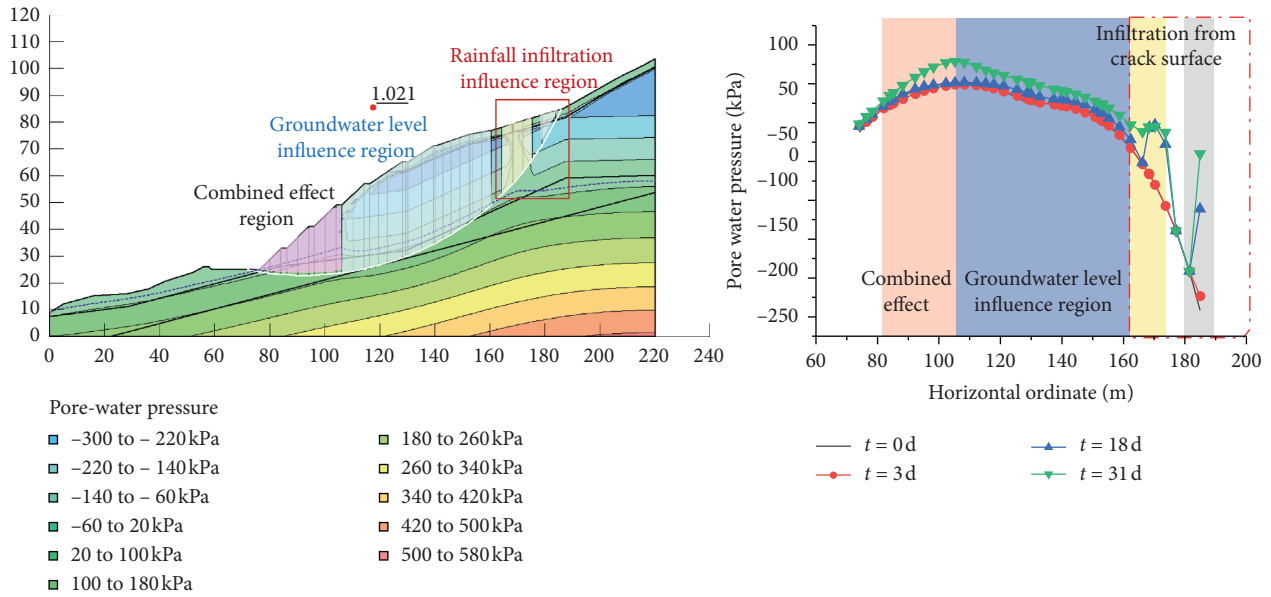 120
100
90
80
70
60
50
40
30
20
10
0
0
20
40
60
80
100
120
140
160
180
200
220
240
Rainfall infiltration
influence region
1.021
Groundwater level
influence region
Combined effect
region
Pore-water pressure
–300 to – 220 kPa
–220 to – 140 kPa
–140 to – 60 kPa
–60 to 20 kPa
20 to 100 kPa
100 to 180 kPa
180 to 260 kPa
260 to 340 kPa
340 to 420 kPa
420 to 500 kPa
500 to 580 kPa
Pore water pressure (kPa)
100
50
–50
0
–100
–150
–200
–250
Infiltration from
crack surface
Combined
effect
Groundwater level
influence region
60
80
100
120
140
160
180
200
Horizontal ordinate (m)
t = 0 d
t = 3 d
t = 18 d
t = 31 d